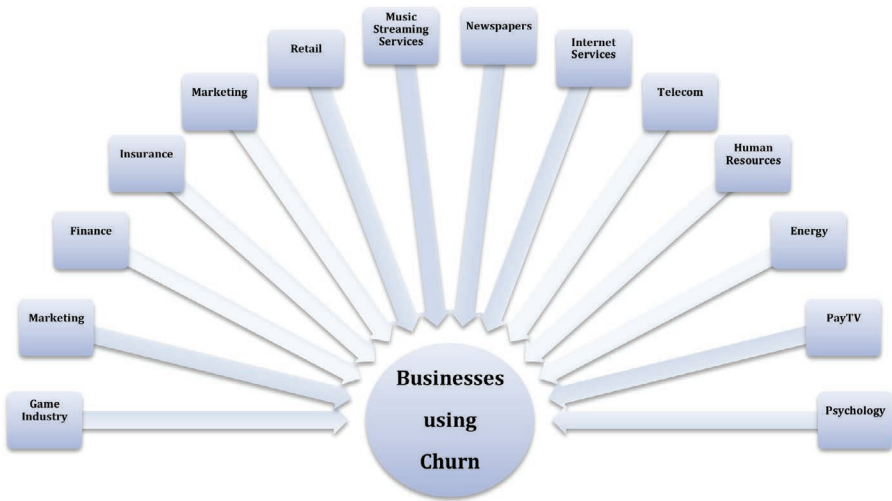 Music
Streaming
Services
Newspapers
Internet
Services
Retail
Telecom
Marketing
Human
Resources
Insurance
Energy
Finance
PayTV
Marketing
Psychology
Game
Industry
Businesses
using
Churn